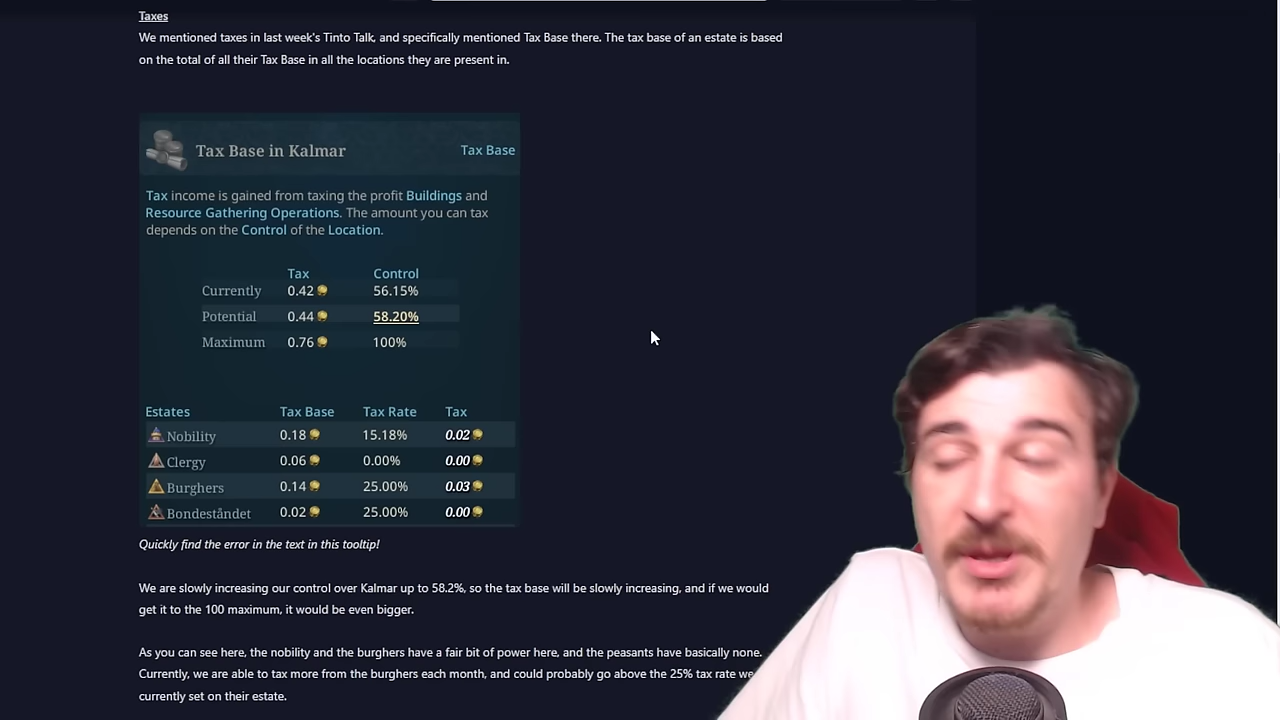 Taxes
We mentioned taxes in last week's Tinto Talk, and specifically mentioned Tax Base there. The tax base of an estate is based
on the total of all their Tax Base in all the locations they are present in.
Tax Base in Kalmar Tax Base
Tax income is gained from taxing the profit Buildings and
Resource Gathering Operations. The amount you can tax
depends on the Control of the Location.
Tax Control
Currently 0.42 56.15%
Potential 0.44 58.20%
Maximum 0.76 100%
Estates Tax Base Tax Rate Tax
Nobility 0.18 15.18% 0.02
Clergy 0.06 0.00% 0.00
Burghers 0.14 25.00% 0.03
Bondeståndet 0.02 25.00% 0.00
Quickly find the error in the text in this tooltip!
We are slowly increasing our control over Kalmar up to 58.2%, so the tax base will be slowly increasing, and if we would
get it to the 100 maximum, it would be even bigger.
As you can see here, the nobility and the burghers have a fair bit of power here, and the peasants have basically none.
Currently, we are able to tax more from the burghers each month, and could probably go above the 25% tax rate we
currently set on their estate.